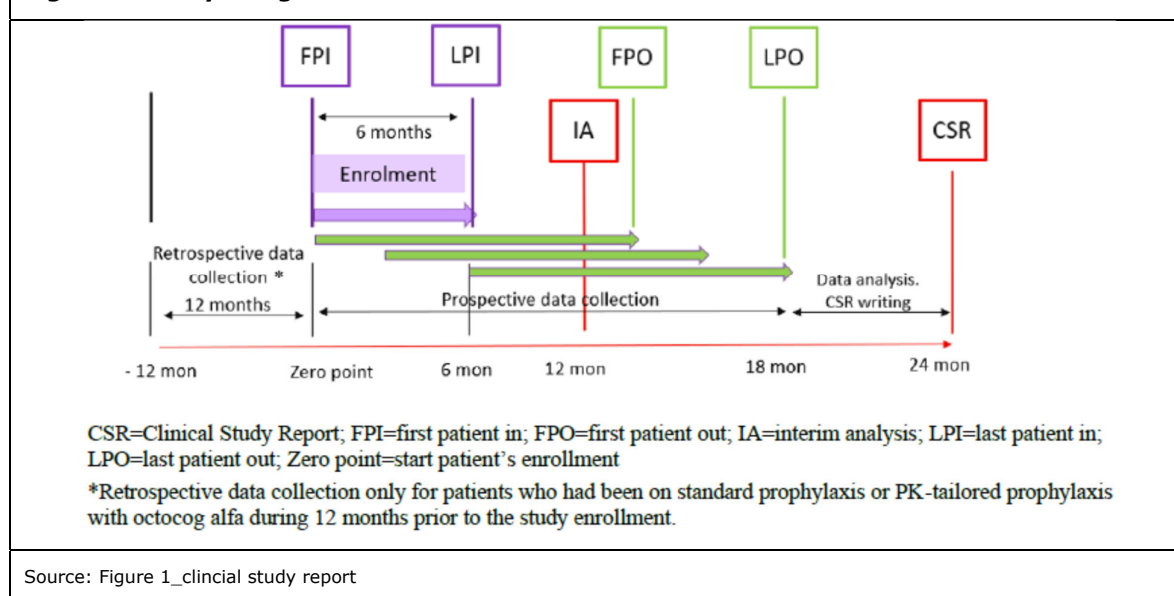 FPI
LPI
FPO
LPO
6 months
IA
CSR
Enrolment
Retrospective data
collection *
12 months
Prospective data collection
Data analysis.
CSR writing
- 12 mon
Zero point
6 mon
12 mon
18 mon
24 mon
CSR=Clinical Study Report; FPI=first patient in; FPO=first patient out; IA=interim analysis; LPI=last patient in;
LPO=last patient out; Zero point=start patient’s enrollment
*Retrospective data collection only for patients who had been on standard prophylaxis or PK-tailored prophylaxis
with octocog alfa during 12 months prior to the study enrollment.
Source: Figure 1_clincial study report